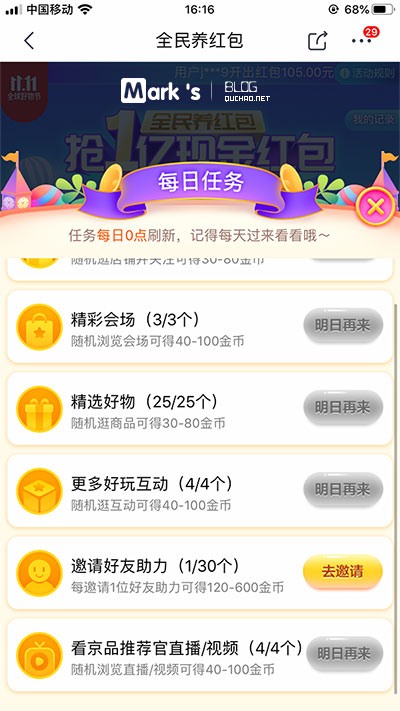 中国移动
16:16
68%
全民养红包
29
11.11
全球好物节
用户j***9开出红包105.00元
活动规则
Mark's
BLOG
QUCHAO.NET
全民养红包
我的记录
抢1亿现金红包
每日任务
任务每日0点刷新，记得每天过来看看哦～
随机逛店铺并关注可得30-80金币
精彩会场（3/3个）
随机浏览会场可得40-100金币
明日再来
精选好物（25/25个）
随机逛商品可得30-80金币
明日再来
更多好玩互动（4/4个）
随机逛互动可得40-100金币
明日再来
邀请好友助力（1/30个）
每邀请1位好友助力可得120-600金币
去邀请
看京品推荐官直播/视频（4/4个）
随机浏览直播/视频可得40-100金币
明日再来